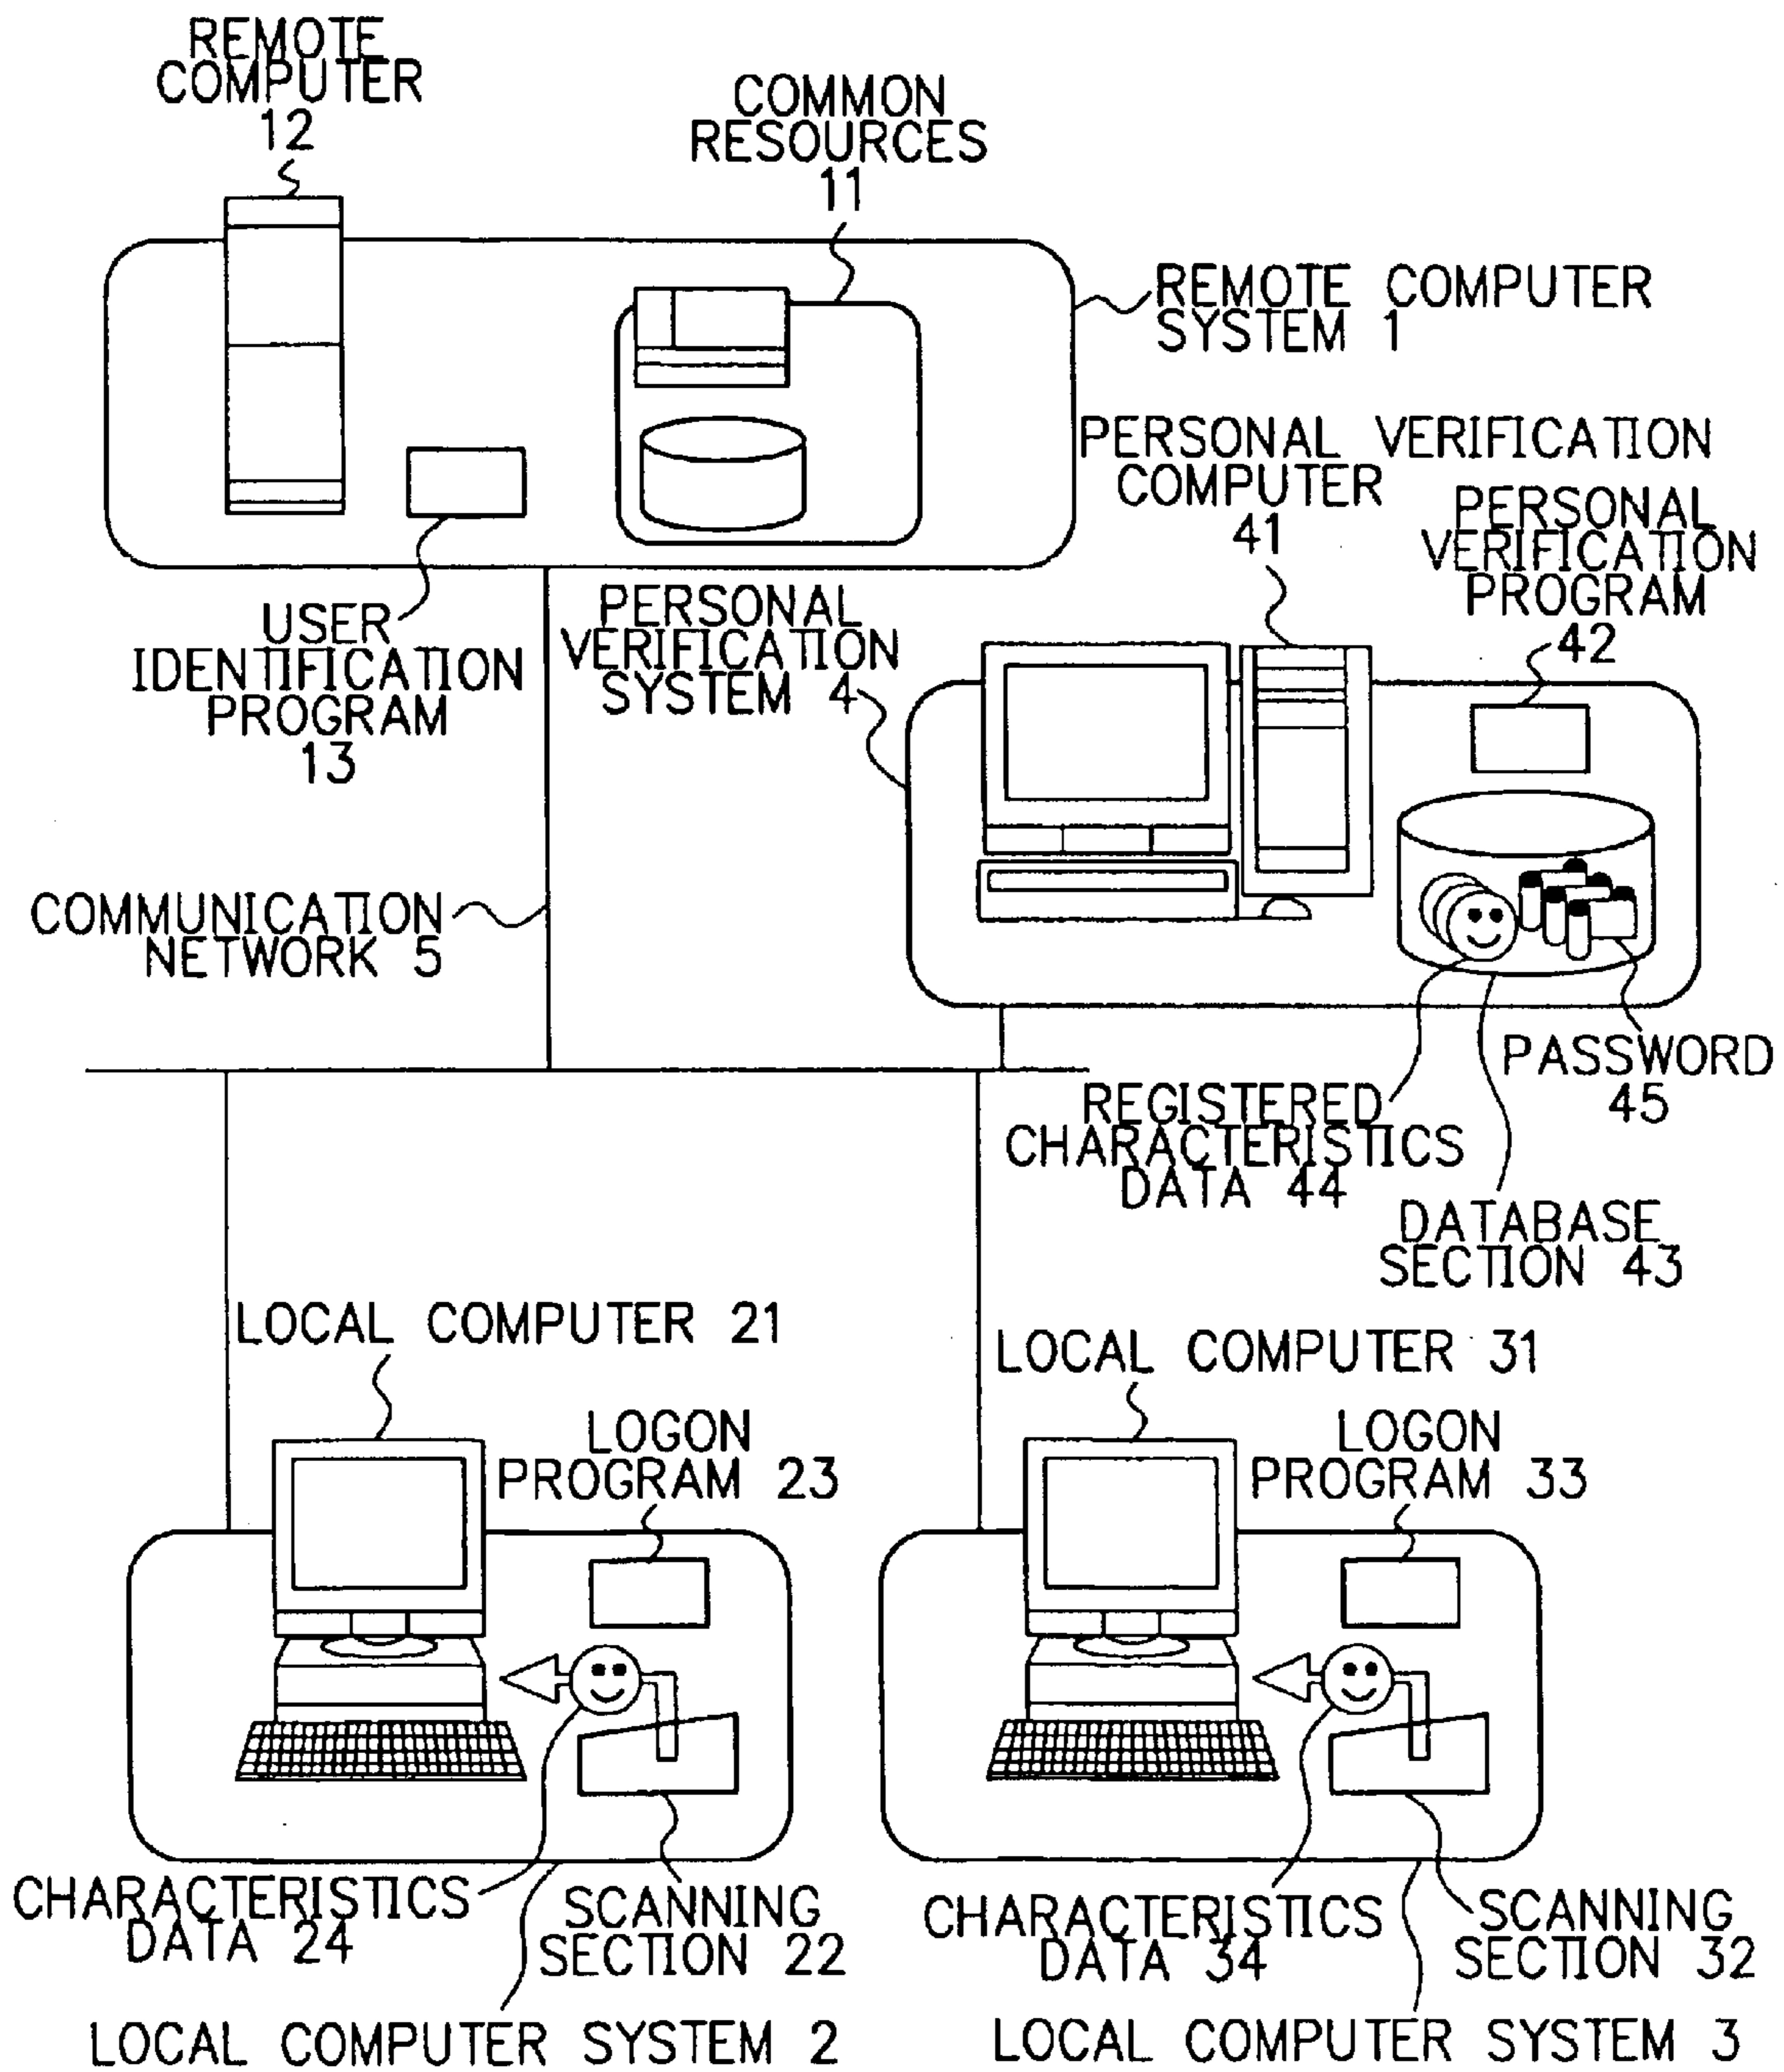 REMOTE
COMPUTER
12
COMMON
RESOURCES
11
REMOTE COMPUTER
SYSTEM 1
PERSONAL VERIFICATION
COMPUTER
41
PERSONAL
VERIFICATION
PROGRAM
42
USER
IDENTIFICATION
PROGRAM
13
PERSONAL
VERIFICATION
SYSTEM 4
COMMUNICATION
NETWORK 5
PASSWORD
45
REGISTERED
CHARACTERISTICS
DATA 44
DATABASE
SECTION 43
LOCAL COMPUTER 21
LOGON
PROGRAM 23
LOCAL COMPUTER 31
LOGON
PROGRAM 33
CHARACTERISTICS
DATA 24
SCANNING
SECTION 22
CHARACTERISTICS
DATA 34
SCANNING
SECTION 32
LOCAL COMPUTER SYSTEM 2
LOCAL COMPUTER SYSTEM 3